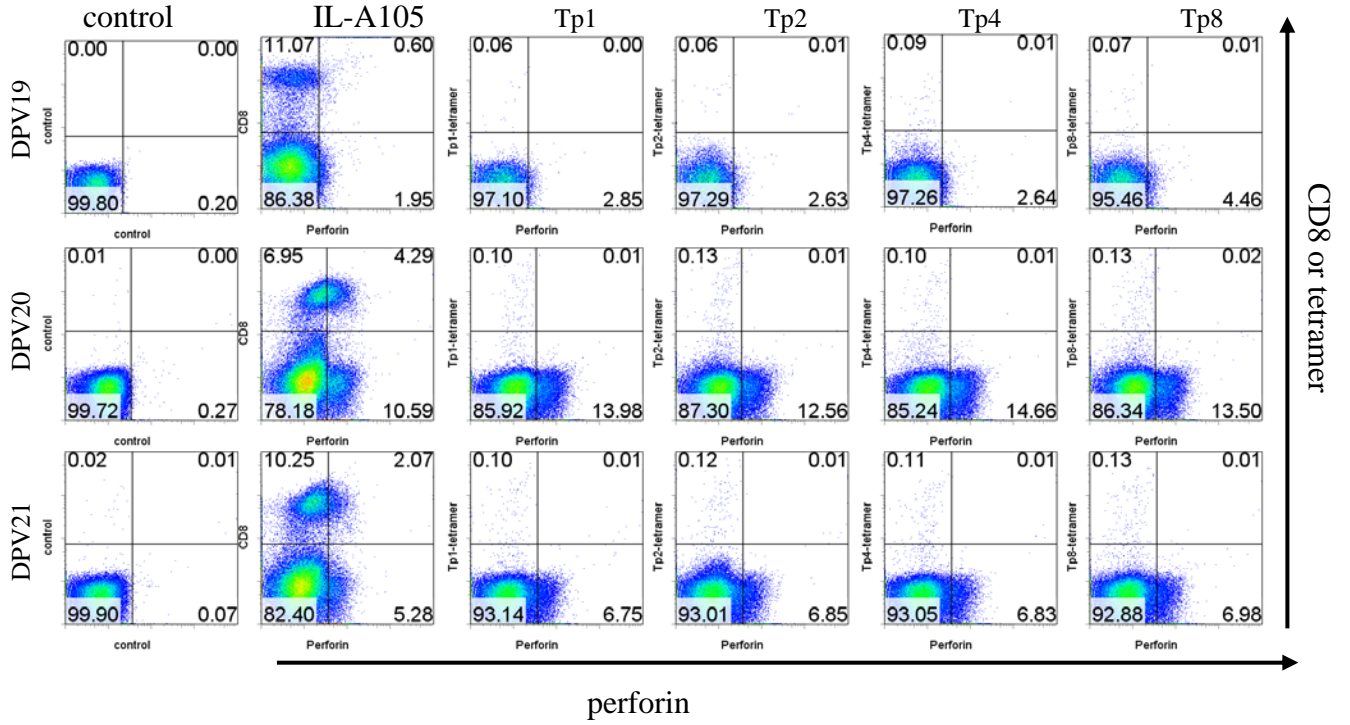 control IL-A105 Tp1 Tp2 Tp4 Tp8
DPV19
control
0.00 0.00
99.80 0.20
control
CD8
11.07 0.60
86.38 1.95
Perforin
Tp1-tetramer
0.06 0.00
97.10 2.85
Perforin
Tp2-tetramer
0.06 0.01
97.29 2.63
Perforin
Tp4-tetramer
0.09 0.01
97.26 2.64
Perforin
Tp8-tetramer
0.07 0.01
95.46 4.46
Perforin
DPV20
control
0.01 0.00
99.72 0.27
control
CD8
6.95 4.29
78.18 10.59
Perforin
Tp1-tetramer
0.10 0.01
85.92 13.98
Perforin
Tp2-tetramer
0.13 0.01
87.30 12.56
Perforin
Tp4-tetramer
0.10 0.01
85.24 14.66
Perforin
Tp8-tetramer
0.13 0.02
86.34 13.50
Perforin
DPV21
control
0.02 0.01
99.90 0.07
control
CD8
10.25 2.07
82.40 5.28
Perforin
Tp1-tetramer
0.10 0.01
93.14 6.75
Perforin
Tp2-tetramer
0.12 0.01
93.01 6.85
Perforin
Tp4-tetramer
0.11 0.01
93.05 6.83
Perforin
Tp8-tetramer
0.13 0.01
92.88 6.98
Perforin
CD8 or tetramer
perforin